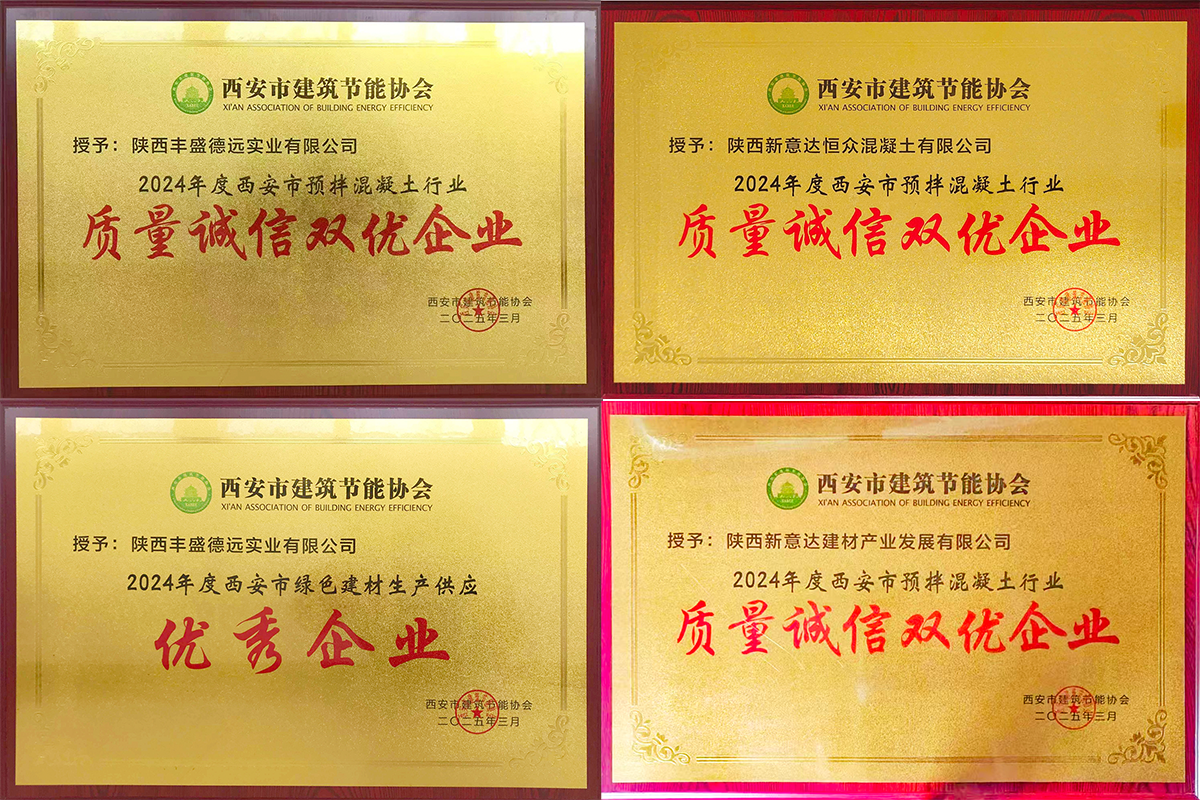 西安市建筑节能协会
XI'AN ASSOCIATION OF BUILDING ENERGY EFFICIENCY
授予：陕西丰盛德远实业有限公司
2024年度西安市预拌混凝土行业
质量诚信双优企业
西安市建筑节能协会
二〇二五年三月
西安市建筑节能协会
XI'AN ASSOCIATION OF BUILDING ENERGY EFFICIENCY
授予：陕西新意达恒众混凝土有限公司
2024年度西安市预拌混凝土行业
质量诚信双优企业
西安市建筑节能协会
二〇二五年三月
西安市建筑节能协会
XI'AN ASSOCIATION OF BUILDING ENERGY EFFICIENCY
授予：陕西丰盛德远实业有限公司
2024年度西安市绿色建材生产供应
优秀企业
西安市建筑节能协会
二〇二五年三月
西安市建筑节能协会
XI'AN ASSOCIATION OF BUILDING ENERGY EFFICIENCY
授予：陕西新意达建材产业发展有限公司
2024年度西安市预拌混凝土行业
质量诚信双优企业
西安市建筑节能协会
二〇二五年三月